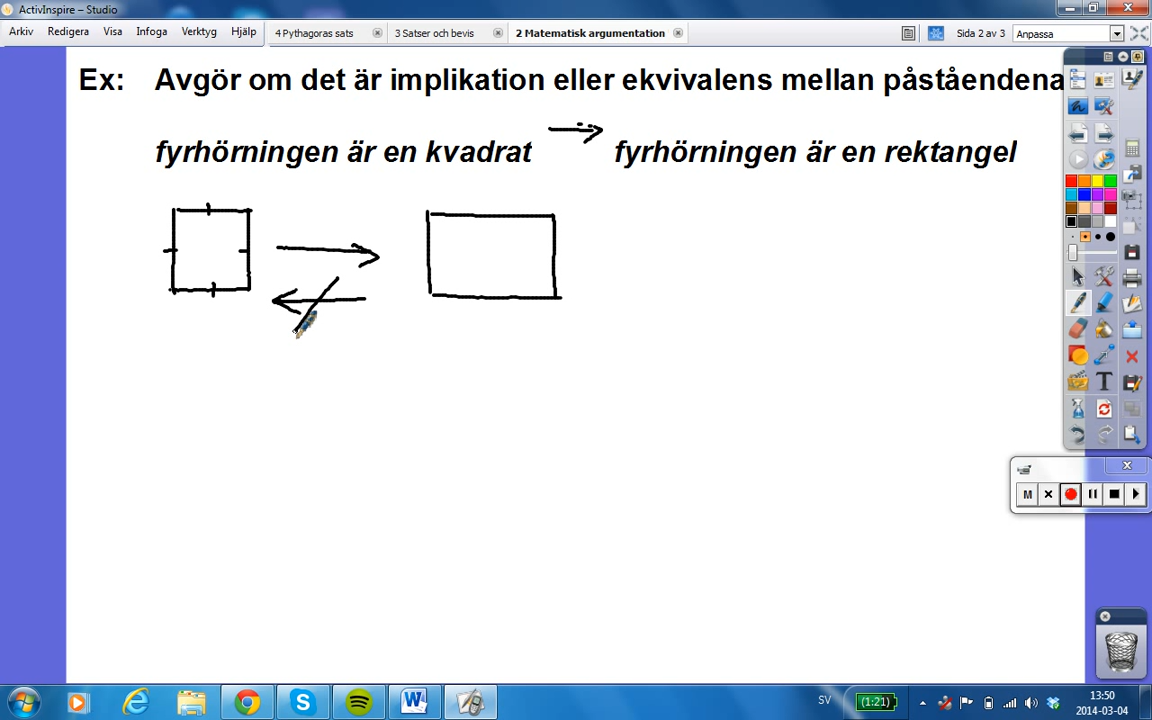 ActivInspire – Studio
Arkiv Redigera Visa Infoga Verktyg Hjälp 4 Pythagoras sats 3 Satser och bevis 2 Matematisk argumentation Sida 2 av 3 Anpassa
Ex: Avgör om det är implikation eller ekvivalens mellan påståendena
fyrhörningen är en kvadrat fyrhörningen är en rektangel
M
SV (1:21) 13:50
2014-03-04